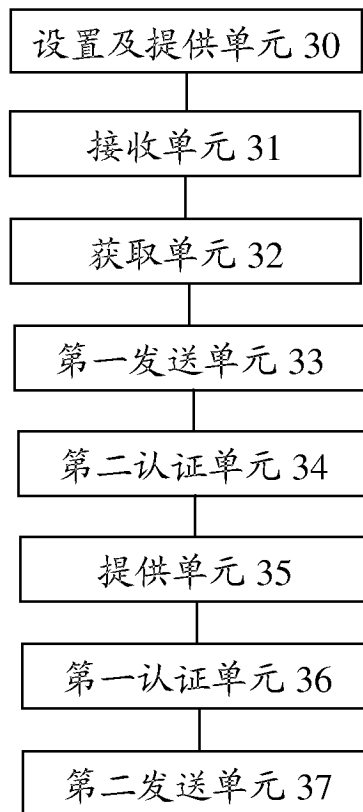 设置及提供单元 30
接收单元 31
获取单元 32
第一发送单元 33
第二认证单元 34
提供单元 35
第一认证单元 36
第二发送单元 37